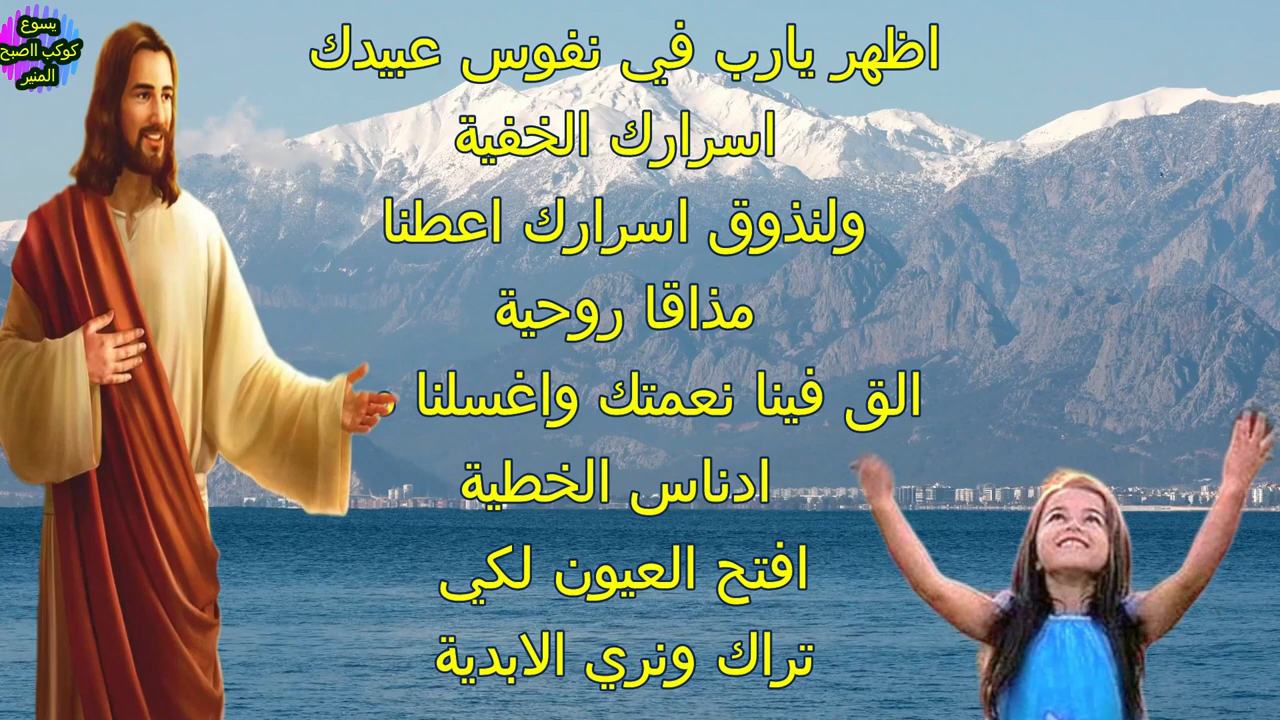 يسوع
كوكب ااصبح
المنير
اظهر يارب في نفوس عبيدك
اسرارك الخفية
ولنذوق اسرارك اعطنا
مذاقا روحية
الق فينا نعمتك واغسلنا
ادناس الخطية
افتح العيون لكي
تراك ونري الابدية